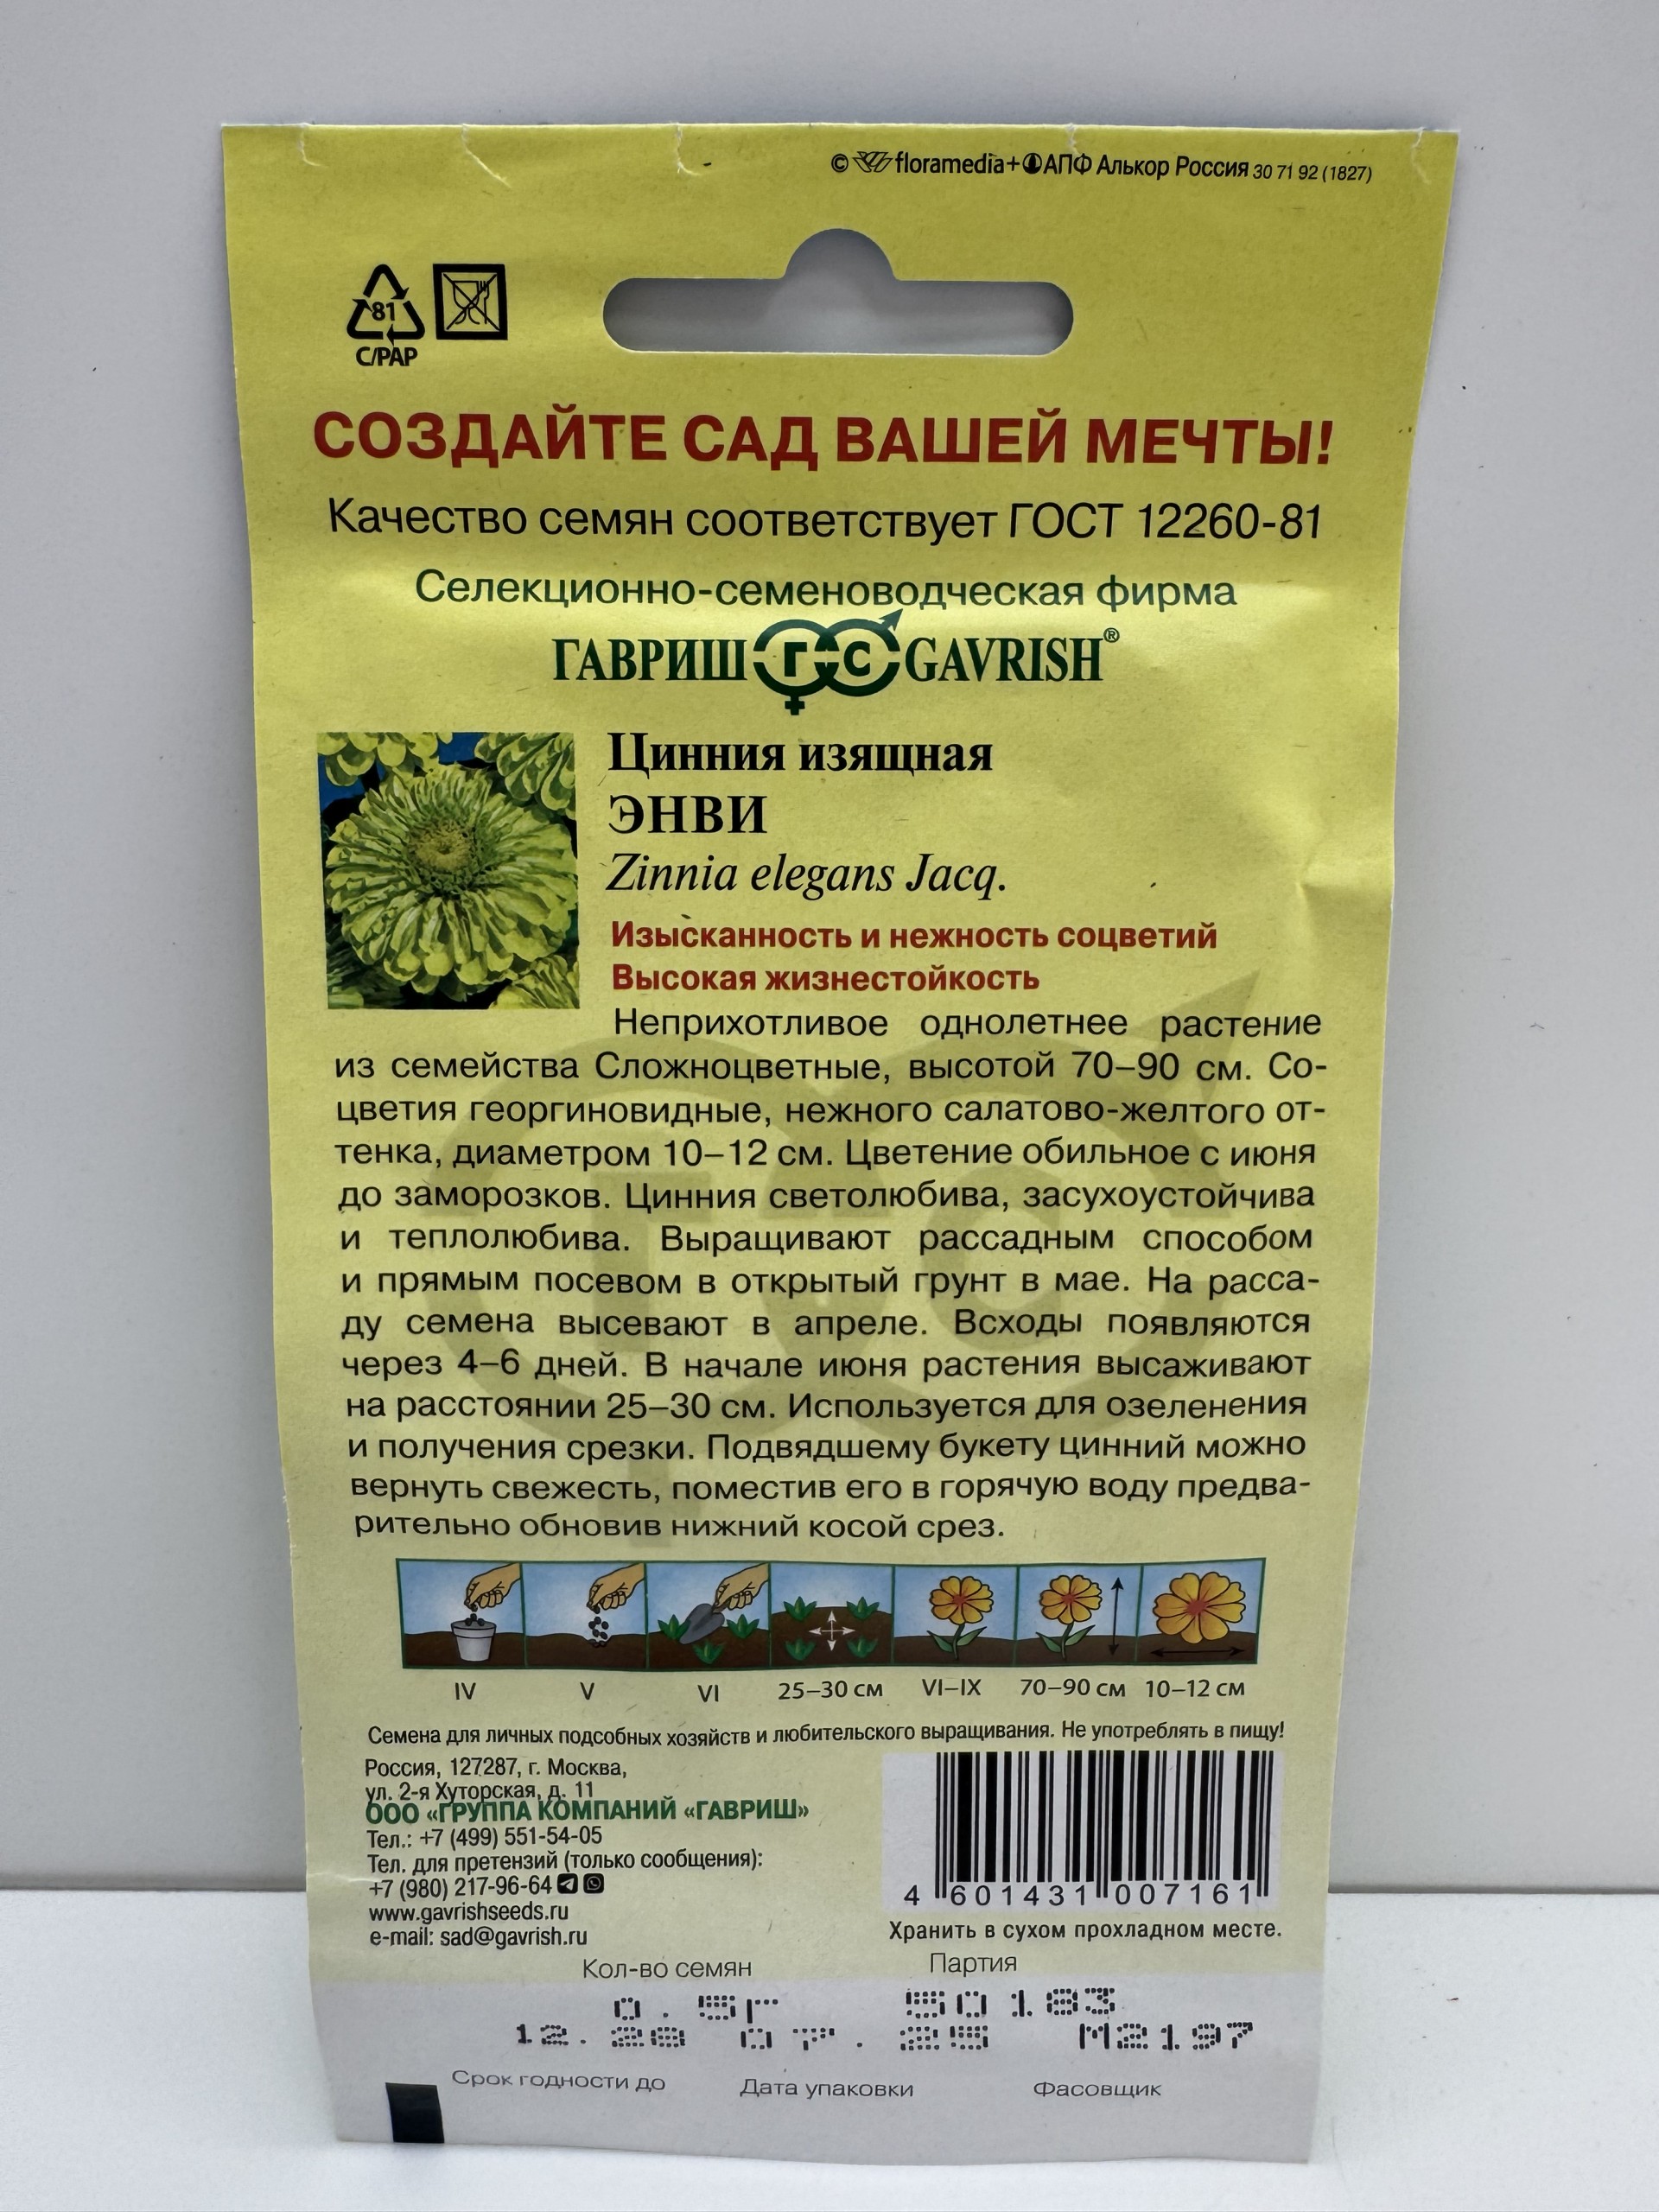 © floramedia+АПФ Алькор Россия 30 71 92 (1827)
81
C/PAP
СОЗДАЙТЕ САД ВАШЕЙ МЕЧТЫ!
Качество семян соответствует ГОСТ 12260-81
Селекционно-семеноводческая фирма
ГАВРИШ ГС GAVRISH®
Цинния изящная
ЭНВИ
Zinnia elegans Jacq.
Изысканность и нежность соцветий
Высокая жизнестойкость
Неприхотливое однолетнее растение
из семейства Сложноцветные, высотой 70–90 см. Со-
цветия георгиновидные, нежного салатово-желтого от-
тенка, диаметром 10–12 см. Цветение обильное с июня
до заморозков. Цинния светолюбива, засухоустойчива
и теплолюбива. Выращивают рассадным способом
и прямым посевом в открытый грунт в мае. На расса-
ду семена высевают в апреле. Всходы появляются
через 4–6 дней. В начале июня растения высаживают
на расстоянии 25–30 см. Используется для озеленения
и получения срезки. Подвядшему букету цинний можно
вернуть свежесть, поместив его в горячую воду предва-
рительно обновив нижний косой срез.
IV V VI 25–30 см VI–IX 70–90 см 10–12 см
Семена для личных подсобных хозяйств и любительского выращивания. Не употреблять в пищу!
Россия, 127287, г. Москва,
ул. 2-я Хуторская, д. 11
ООО «ГРУППА КОМПАНИЙ «ГАВРИШ»
Тел.: +7 (499) 551-54-05
Тел. для претензий (только сообщения):
+7 (980) 217-96-64
www.gavrishseeds.ru
e-mail: sad@gavrish.ru
4 601431 007161
Хранить в сухом прохладном месте.
Кол-во семян Партия
0.5г 50183
12.28 07.25 М2197
Срок годности до Дата упаковки Фасовщик